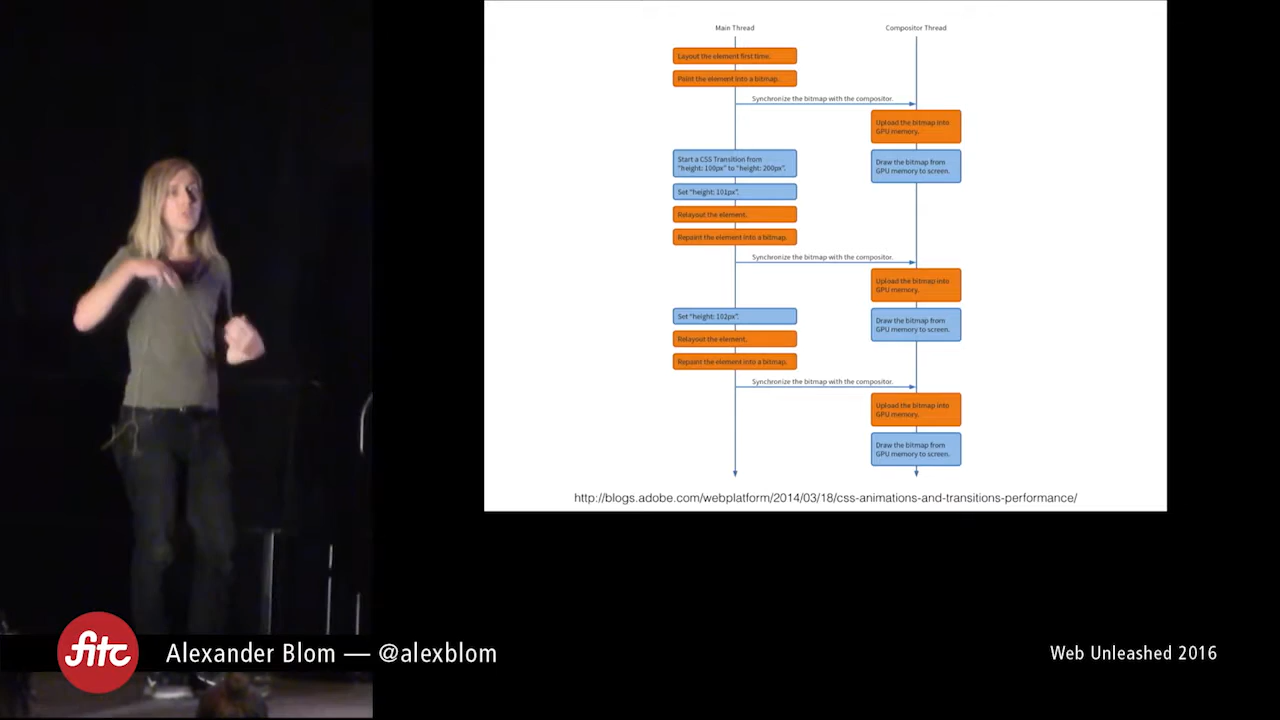 Main Thread
Compositor Thread
Layout the element first time.
Paint the element into a bitmap.
Synchronize the bitmap with the compositor.
Upload the bitmap into
GPU memory.
Start a CSS Transition from
"height: 100px" to "height: 200px".
Draw the bitmap from
GPU memory to screen.
Set "height: 101px".
Relayout the element.
Repaint the element into a bitmap.
Synchronize the bitmap with the compositor.
Upload the bitmap into
GPU memory.
Set "height: 102px".
Draw the bitmap from
GPU memory to screen.
Relayout the element.
Repaint the element into a bitmap.
Synchronize the bitmap with the compositor.
Upload the bitmap into
GPU memory.
Draw the bitmap from
GPU memory to screen.
http://blogs.adobe.com/webplatform/2014/03/18/css-animations-and-transitions-performance/
fitc
Alexander Blom — @alexblom
Web Unleashed 2016